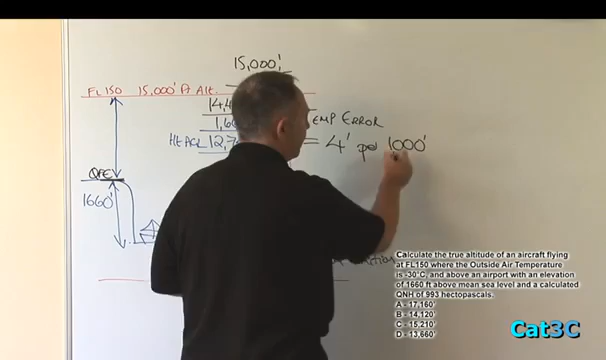 15,000'
FL150 15,000' Ft Alt.
14,4
1,66
HEAGL 12,7
EMP ERROR
= 4' per 1000'
QFE
1660'
Calculate the true altitude of an aircraft flying
at FL150 where the Outside Air Temperature
is -30°C, and above an airport with an elevation
of 1660 ft above mean sea level and a calculated
QNH of 993 hectopascals.
A - 17,160'
B - 14,120'
C - 15,210'
D - 13,660'
Cat3C